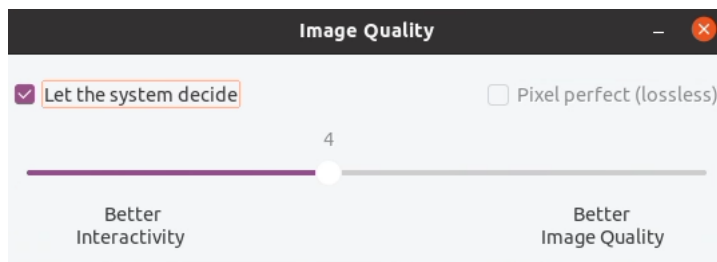 Image Quality
Let the system decide
Pixel perfect (lossless)
4
Better
Interactivity
Better
Image Quality